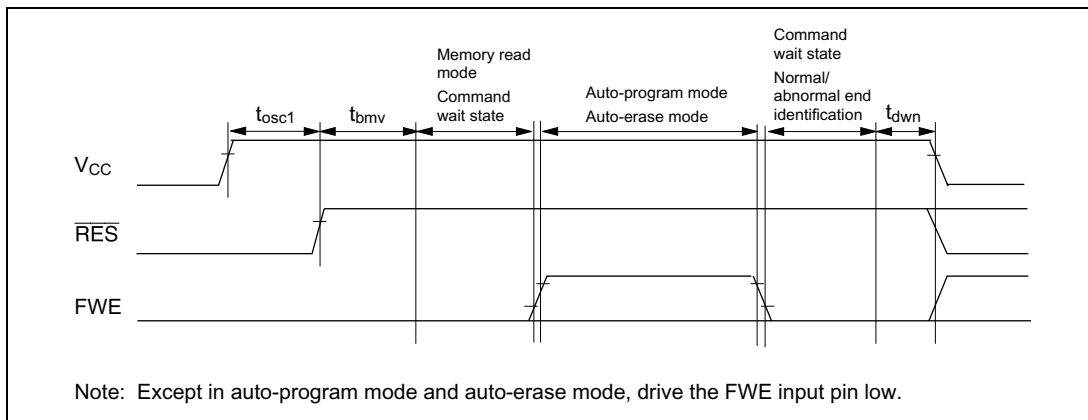 Memory read
mode
Command
wait state
Auto-program mode
Auto-erase mode
Command
wait state
Normal/
abnormal end
identification
tosc1
tbmv
tdwn
VCC
RES
FWE
Note: Except in auto-program mode and auto-erase mode, drive the FWE input pin low.